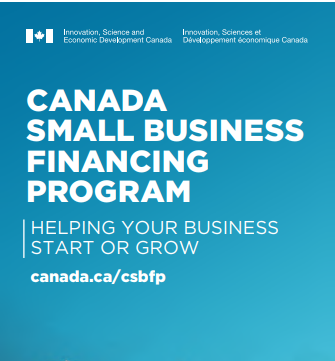 Innovation, Science and
Economic Development Canada
Innovation, Sciences et
Développement économique Canada
CANADA
SMALL BUSINESS
FINANCING
PROGRAM
HELPING YOUR BUSINESS
START OR GROW
canada.ca/csbfp